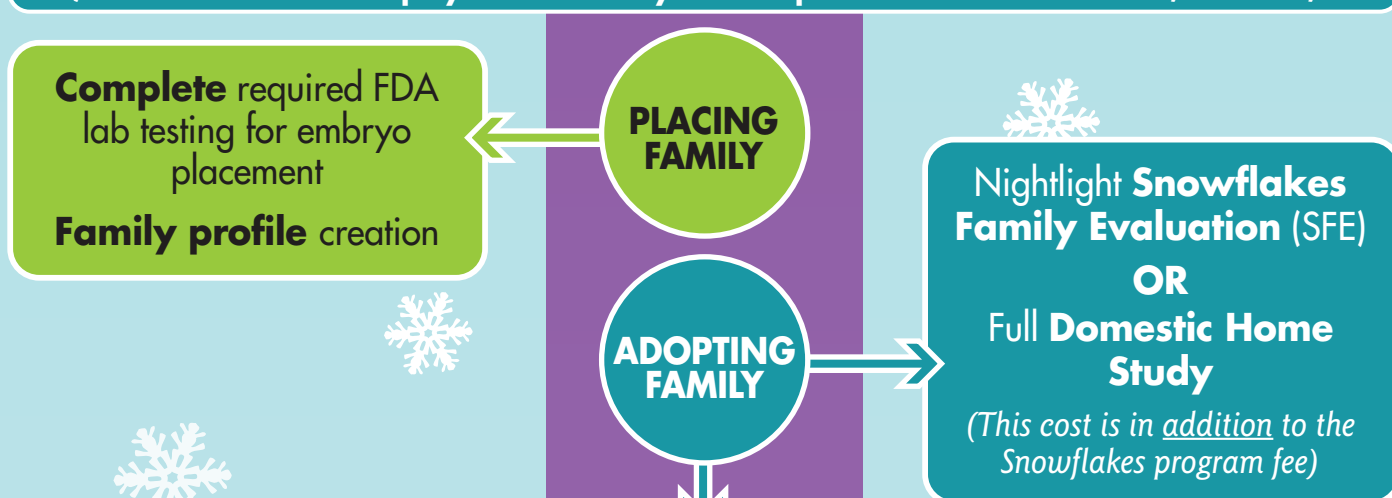 Complete required FDA
lab testing for embryo
placement
Family profile creation
PLACING
FAMILY
ADOPTING
FAMILY
Nightlight Snowflakes
Family Evaluation (SFE)
OR
Full Domestic Home
Study
(This cost is in addition to the
Snowflakes program fee)